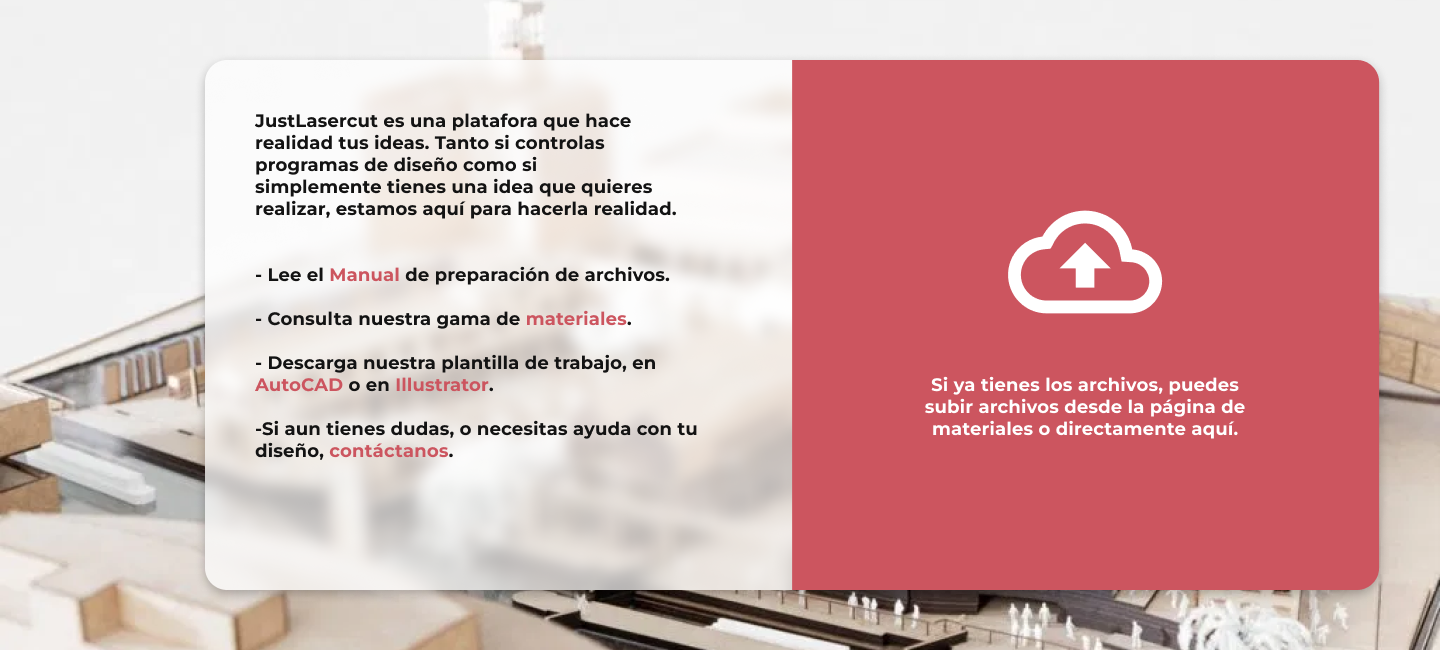 JustLasercut es una platafora que hace
realidad tus ideas. Tanto si controlas
programas de diseño como si
simplemente tienes una idea que quieres
realizar, estamos aquí para hacerla realidad.
- Lee el Manual de preparación de archivos.
- Consulta nuestra gama de materiales.
- Descarga nuestra plantilla de trabajo, en
AutoCAD o en Illustrator.
-Si aun tienes dudas, o necesitas ayuda con tu
diseño, contáctanos.
Si ya tienes los archivos, puedes
subir archivos desde la página de
materiales o directamente aquí.